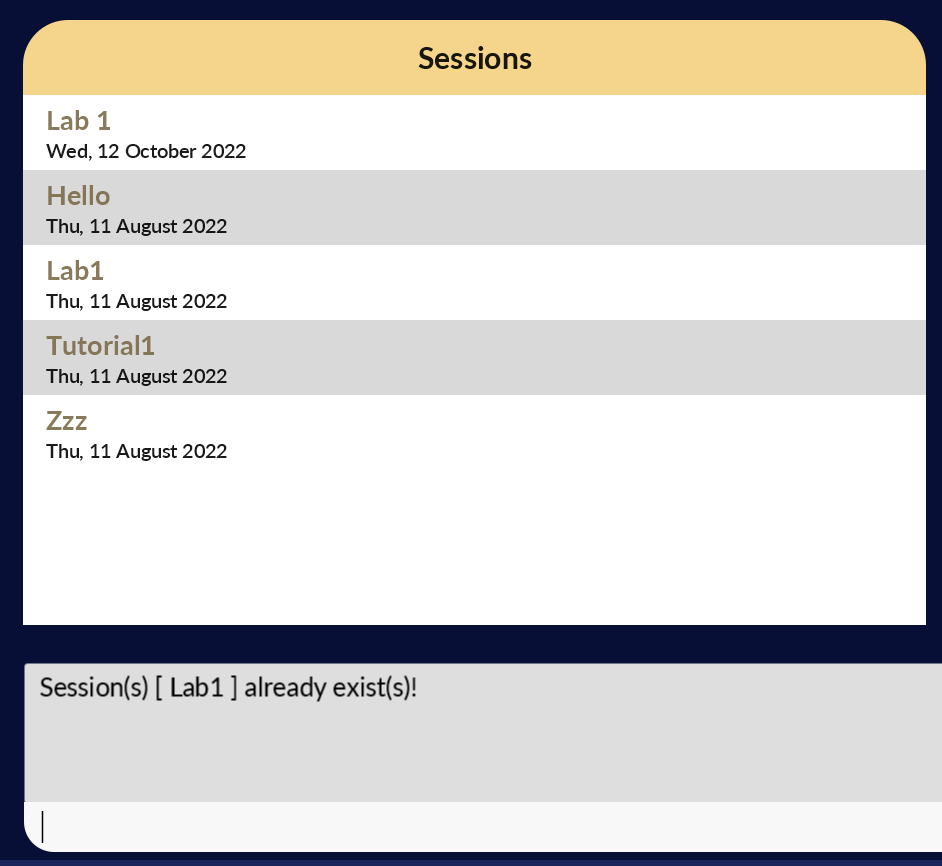 Sessions
Lab 1
Wed, 12 October 2022
Hello
Thu, 11 August 2022
Lab1
Thu, 11 August 2022
Tutorial1
Thu, 11 August 2022
Zzz
Thu, 11 August 2022
Session(s) [ Lab1 ] already exist(s)!